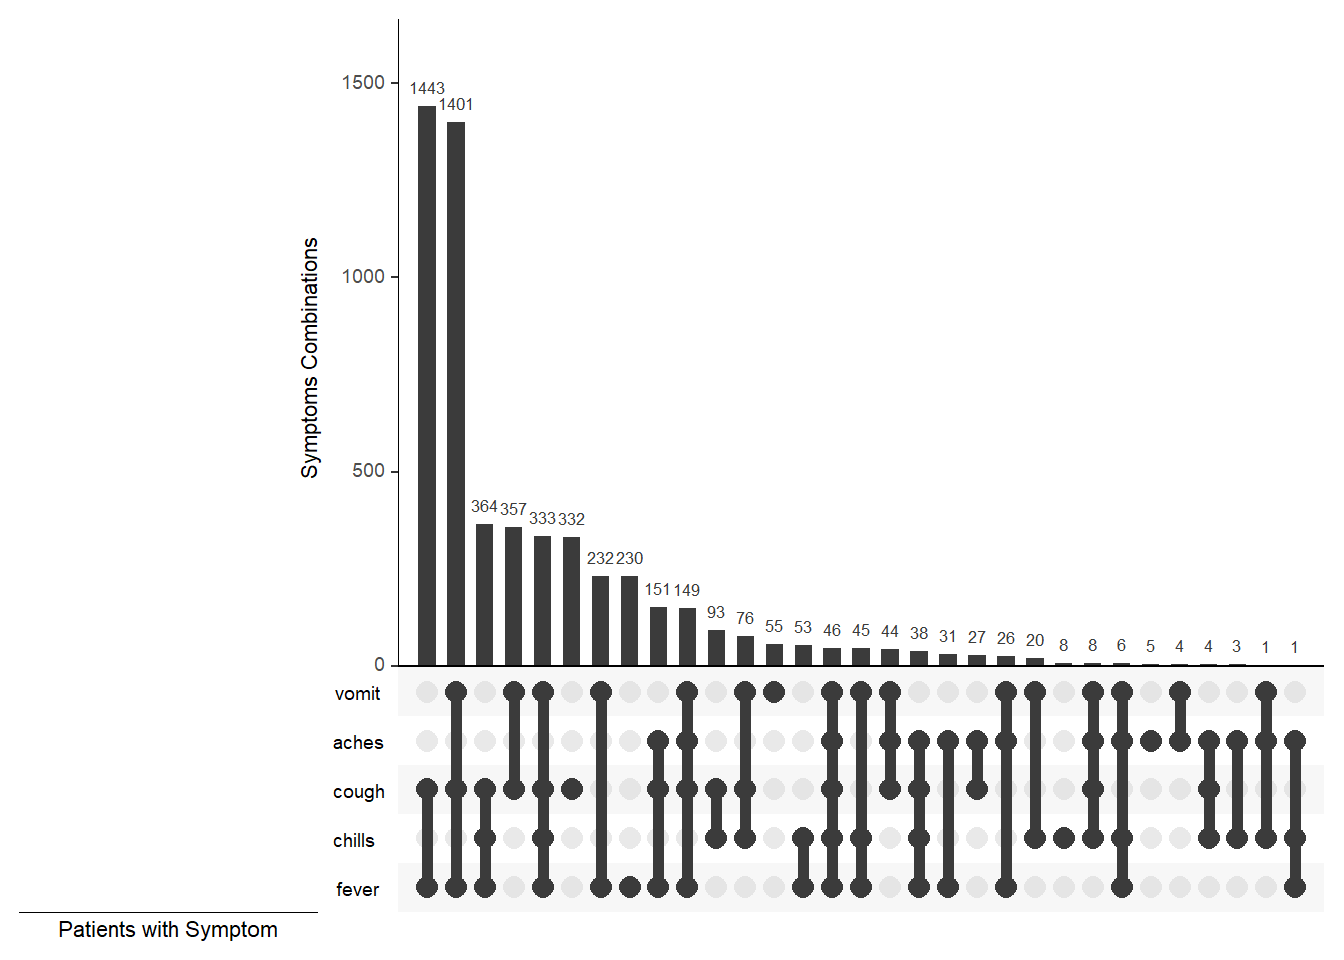 1500
1000
500
0
Symptoms Combinations
1443
1401
364 357 333 332
232 230
151 149
93 76 55 53 46 45 44 38 31 27 26 20 8 8 6 5 4 4 3 1 1
vomit
aches
cough
chills
fever
Patients with Symptom